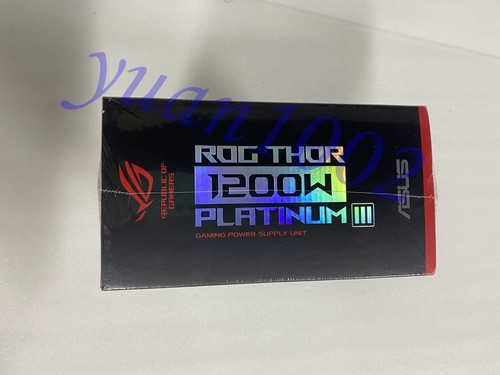 yuan1002
REPUBLIC OF
GAMERS
ROG THOR
1200W
PLATINUM III
GAMING POWER SUPPLY UNIT
ASUS